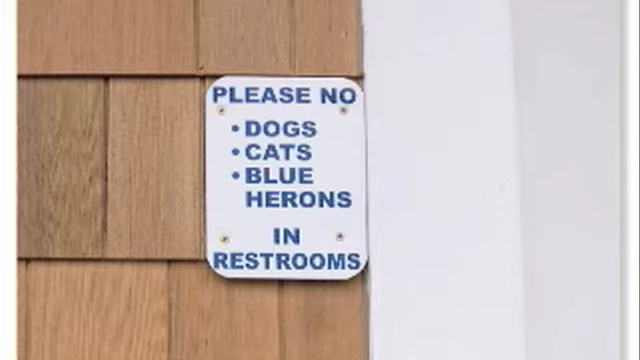 PLEASE NO
• DOGS
• CATS
• BLUE
HERONS
IN
RESTROOMS